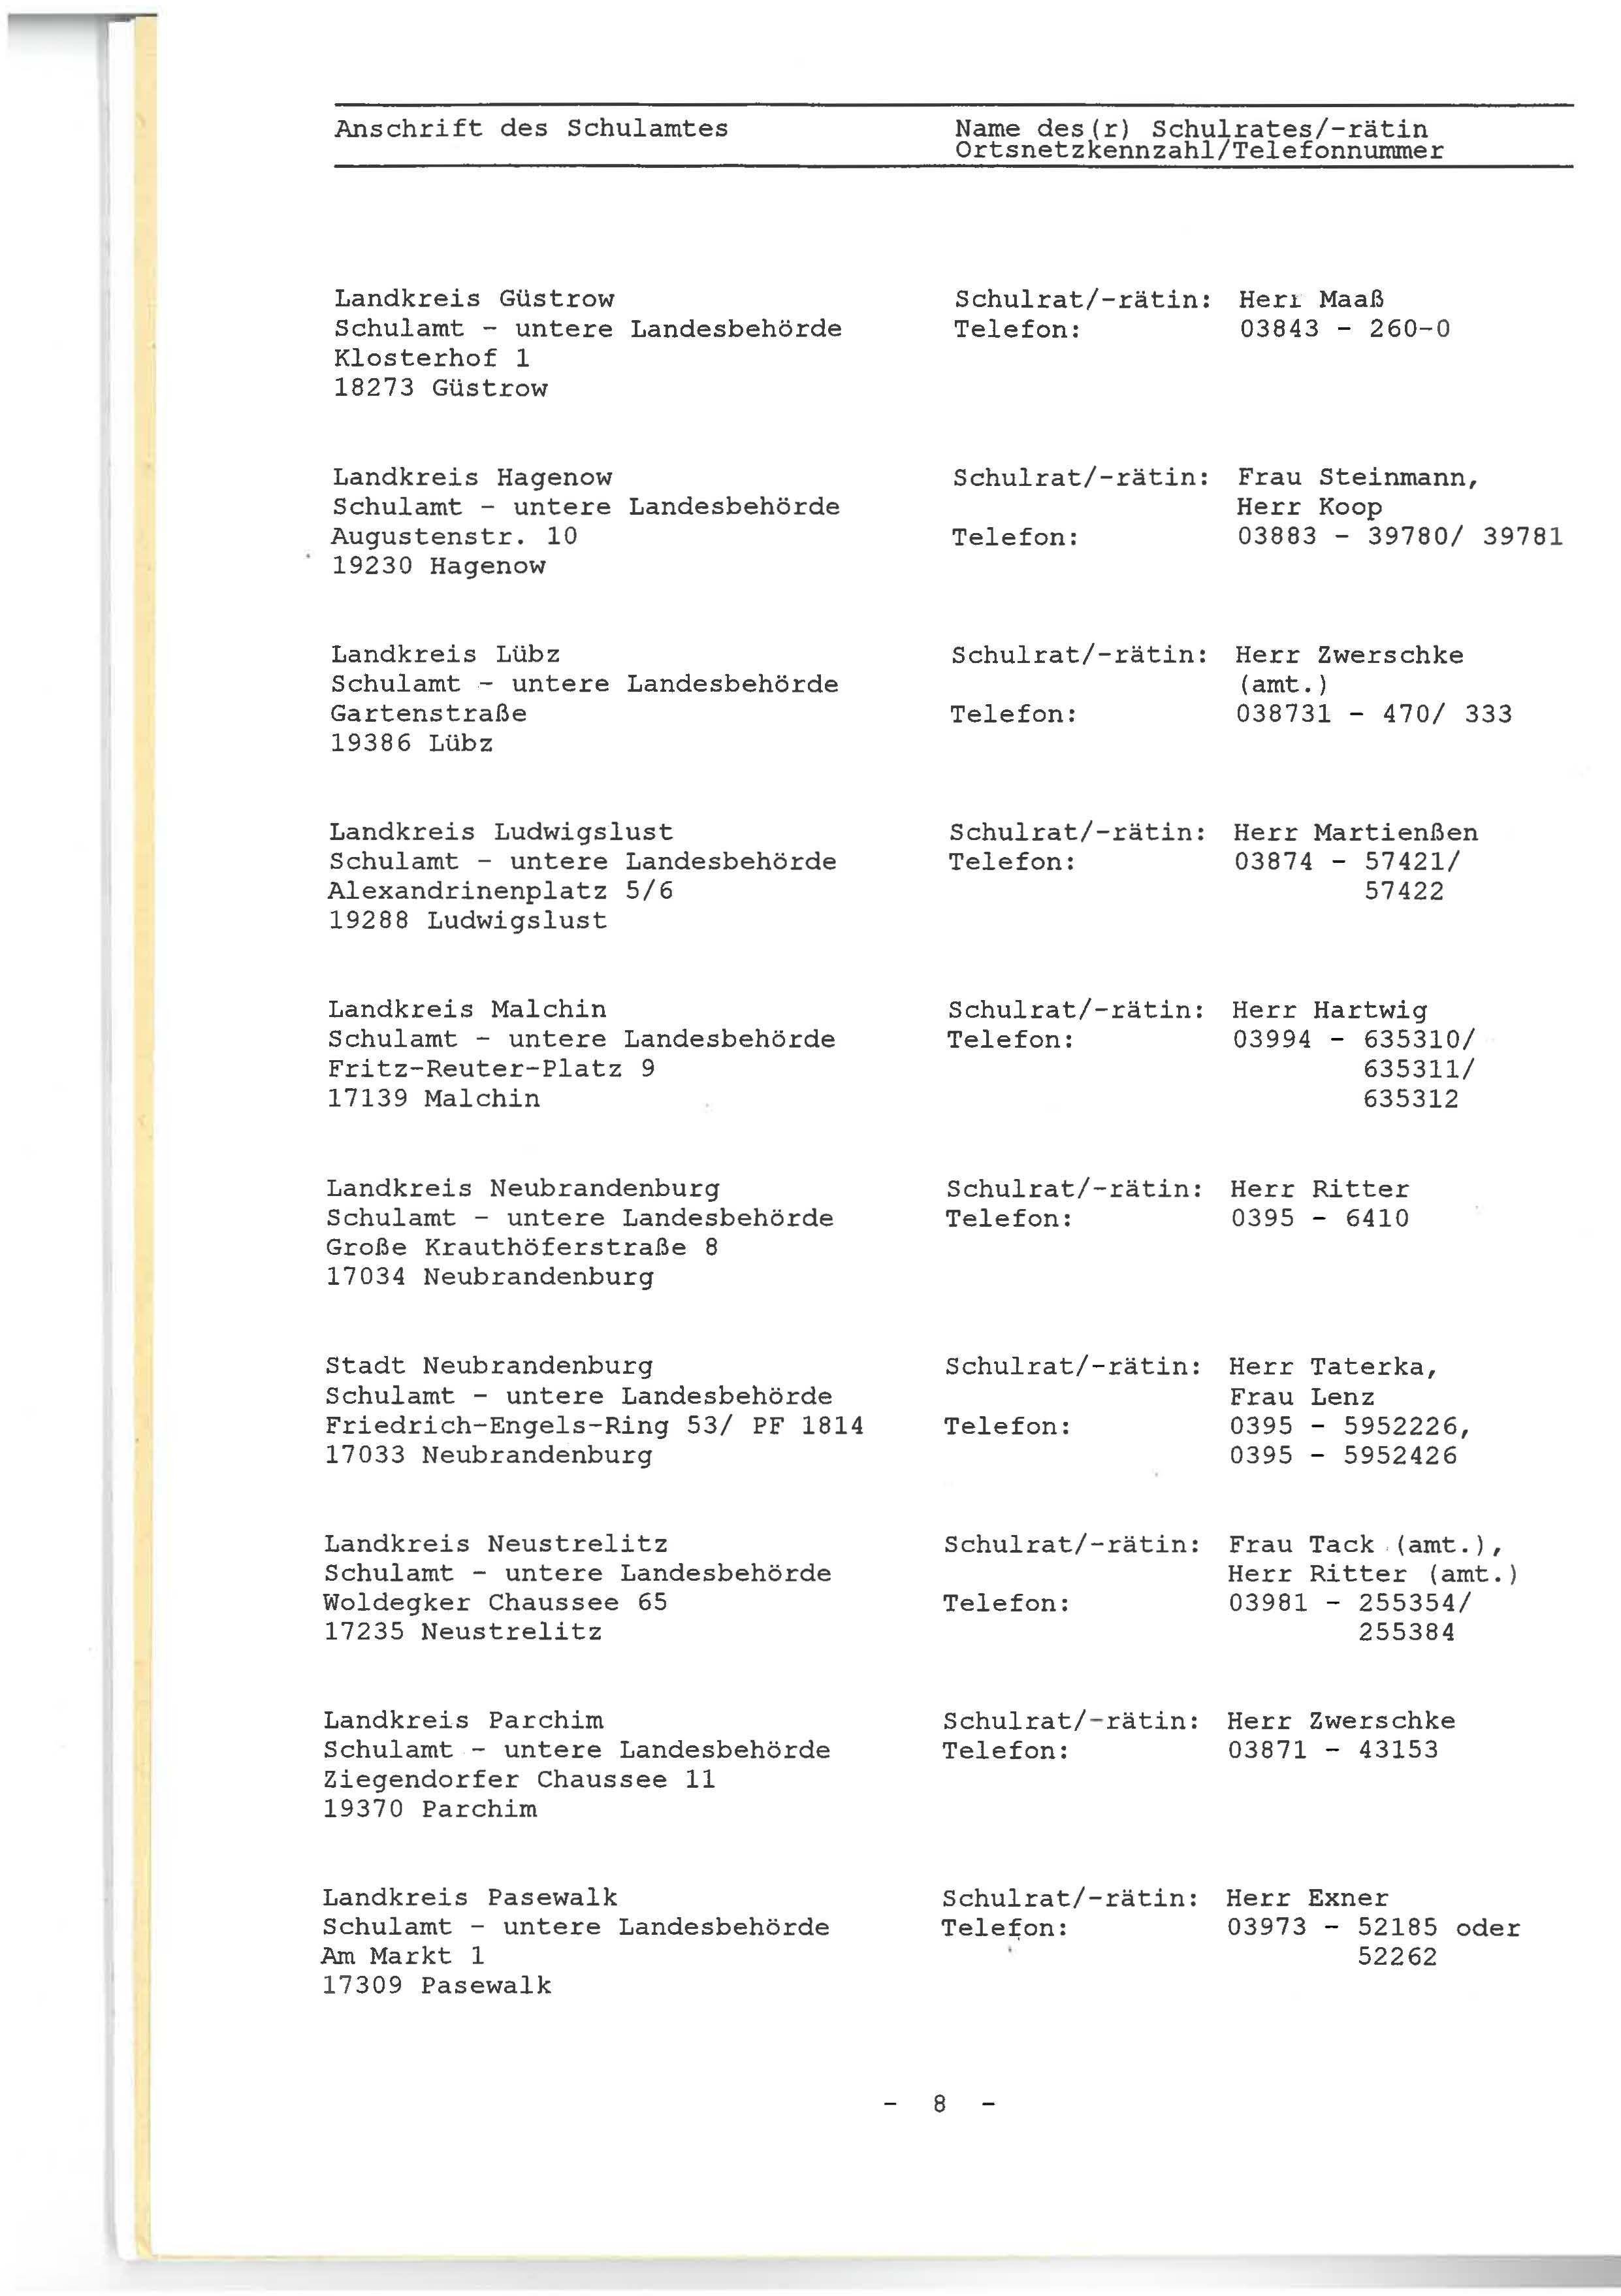 Anschrift des Schulamtes Name des(r) Schulrates/-rätin
Ortsnetzkennzahl/Telefonnummer
Landkreis Güstrow Schulrat/-rätin: Herr Maaß
Schulamt - untere Landesbehörde Telefon: 03843 - 260-0
Klosterhof 1
18273 Güstrow
Landkreis Hagenow Schulrat/-rätin: Frau Steinmann,
Schulamt - untere Landesbehörde Herr Koop
Augustenstr. 10 Telefon: 03883 - 39780/ 39781
19230 Hagenow
Landkreis Lübz Schulrat/-rätin: Herr Zwerschke
Schulamt - untere Landesbehörde (amt.)
Gartenstraße Telefon: 038731 - 470/ 333
19386 Lübz
Landkreis Ludwigslust Schulrat/-rätin: Herr Martienßen
Schulamt - untere Landesbehörde Telefon: 03874 - 57421/
Alexandrinenplatz 5/6 57422
19288 Ludwigslust
Landkreis Malchin Schulrat/-rätin: Herr Hartwig
Schulamt - untere Landesbehörde Telefon: 03994 - 635310/
Fritz-Reuter-Platz 9 635311/
17139 Malchin 635312
Landkreis Neubrandenburg Schulrat/-rätin: Herr Ritter
Schulamt - untere Landesbehörde Telefon: 0395 - 6410
Große Krauthöferstraße 8
17034 Neubrandenburg
Stadt Neubrandenburg Schulrat/-rätin: Herr Taterka,
Schulamt - untere Landesbehörde Frau Lenz
Friedrich-Engels-Ring 53/ PF 1814 Telefon: 0395 - 5952226,
17033 Neubrandenburg 0395 - 5952426
Landkreis Neustrelitz Schulrat/-rätin: Frau Tack (amt.),
Schulamt - untere Landesbehörde Herr Ritter (amt.)
Woldegker Chaussee 65 Telefon: 03981 - 255354/
17235 Neustrelitz 255384
Landkreis Parchim Schulrat/-rätin: Herr Zwerschke
Schulamt - untere Landesbehörde Telefon: 03871 - 43153
Ziegendorfer Chaussee 11
19370 Parchim
Landkreis Pasewalk Schulrat/-rätin: Herr Exner
Schulamt - untere Landesbehörde Telefon: 03973 - 52185 oder
Am Markt 1 52262
17309 Pasewalk
- 8 -